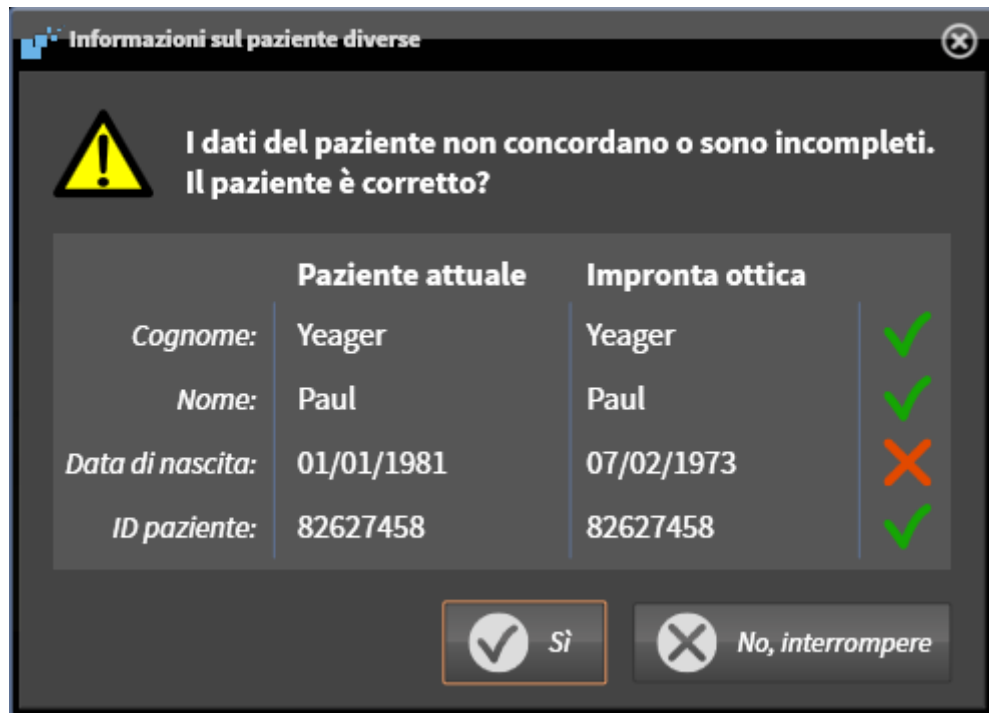 Informazioni sul paziente diverse
I dati del paziente non concordano o sono incompleti.
Il paziente è corretto?
Paziente attuale Impronta ottica
Cognome: Yeager Yeager
Nome: Paul Paul
Data di nascita: 01/01/1981 07/02/1973
ID paziente: 82627458 82627458
Sì No, interrompere